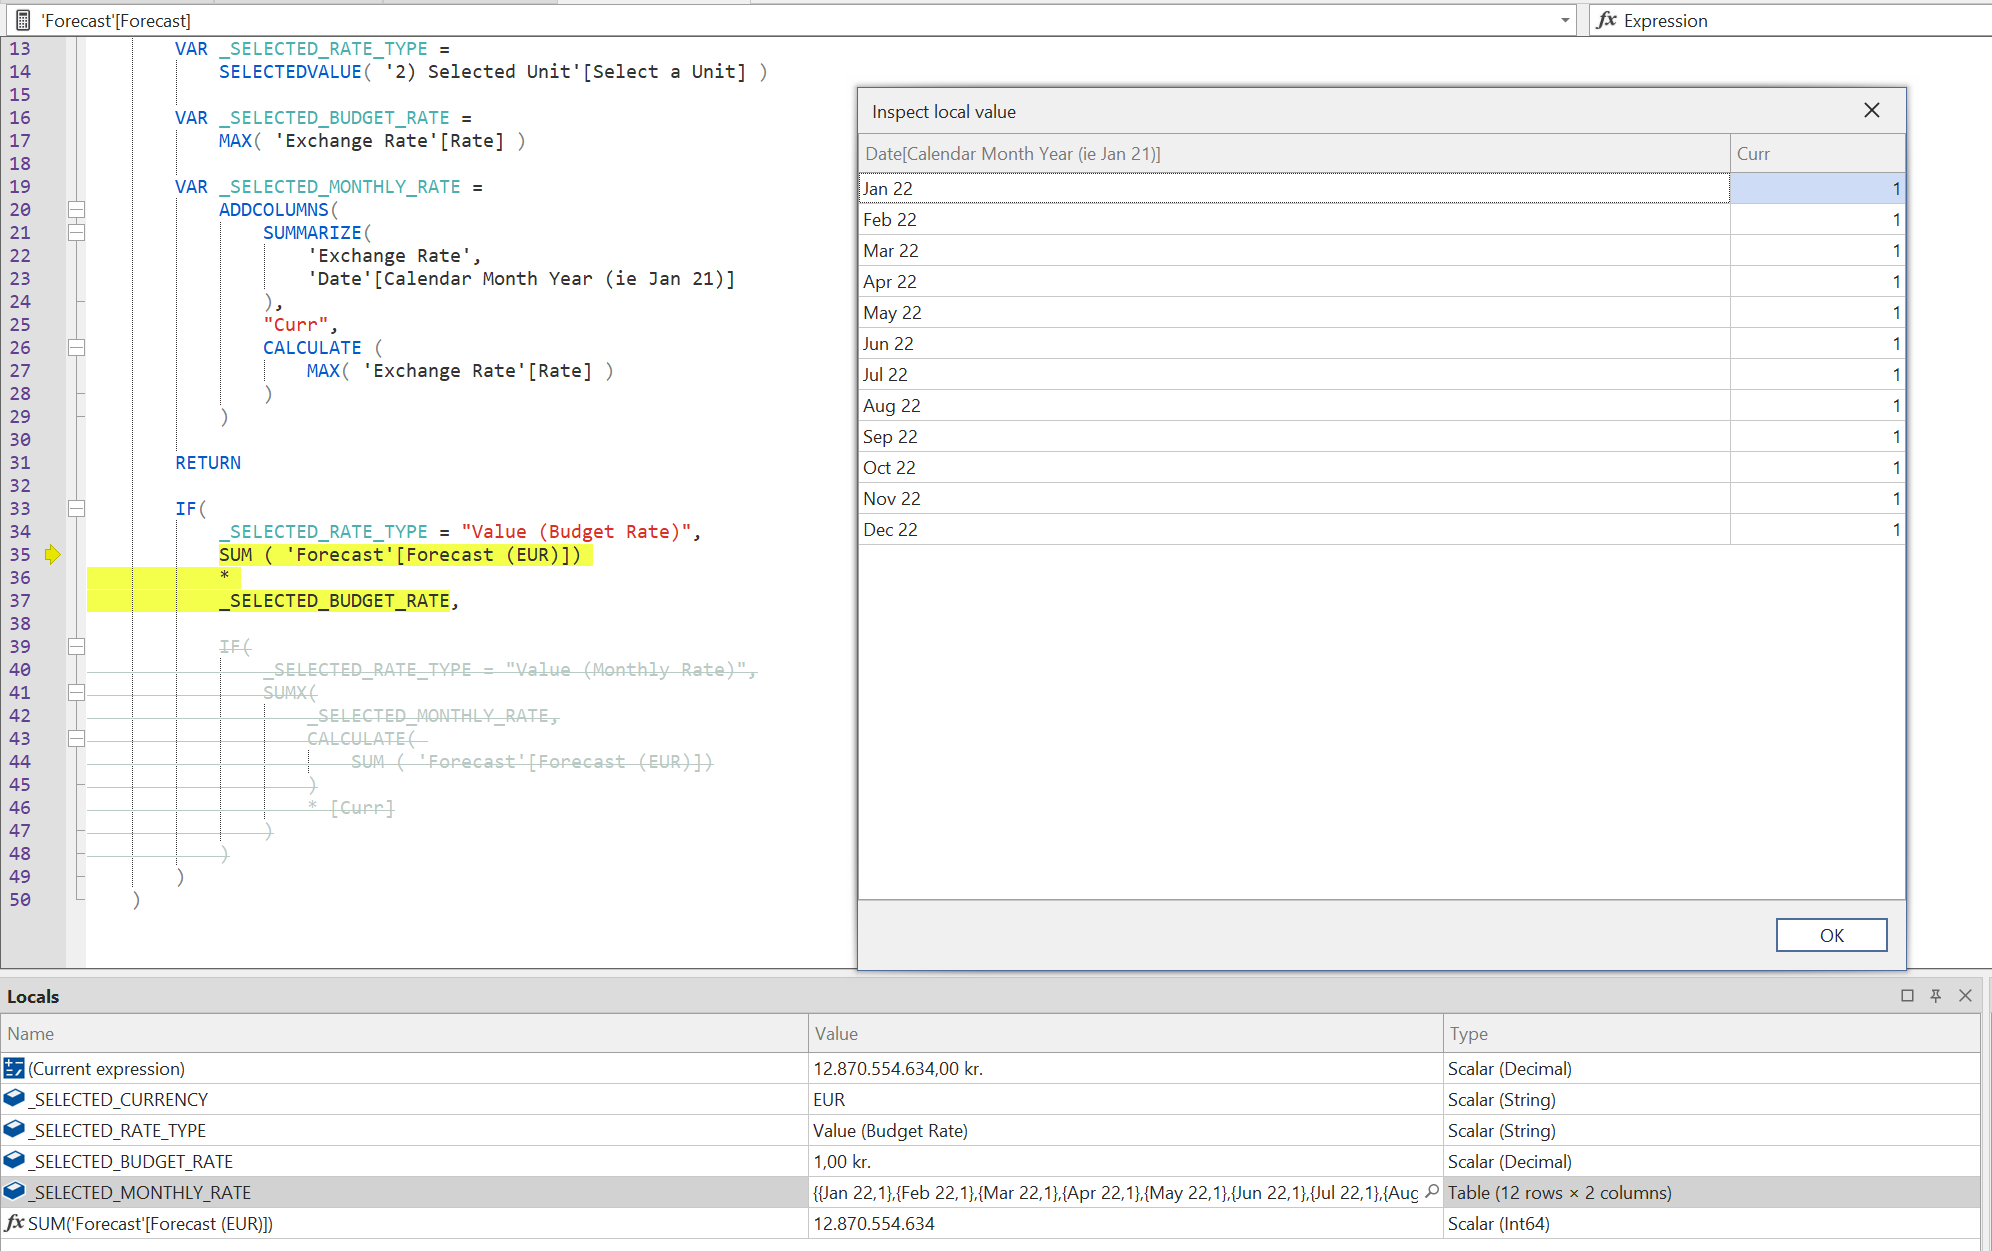 'Forecast'[Forecast]
fx Expression
13 VAR _SELECTED_RATE_TYPE =
14 SELECTEDVALUE( '2) Selected Unit'[Select a Unit] )
15
16 VAR _SELECTED_BUDGET_RATE =
17 MAX( 'Exchange Rate'[Rate] )
18
19 VAR _SELECTED_MONTHLY_RATE =
20 ADDCOLUMNS(
21 SUMMARIZE(
22 'Exchange Rate',
23 'Date'[Calendar Month Year (ie Jan 21)]
24 ),
25 "Curr",
26 CALCULATE (
27 MAX( 'Exchange Rate'[Rate] )
28 )
29 )
30
31 RETURN
32
33 IF(
34 _SELECTED_RATE_TYPE = "Value (Budget Rate)",
35 SUM ( 'Forecast'[Forecast (EUR)])
36 *
37 _SELECTED_BUDGET_RATE,
38
39 IF(
40 _SELECTED_RATE_TYPE = "Value (Monthly Rate)",
41 SUMX(
42 _SELECTED_MONTHLY_RATE,
43 CALCULATE(
44 SUM ( 'Forecast'[Forecast (EUR)])
45 )
46 * [Curr]
47 )
48 )
49 )
50 )
Inspect local value
Date[Calendar Month Year (ie Jan 21)] Curr
Jan 22 1
Feb 22 1
Mar 22 1
Apr 22 1
May 22 1
Jun 22 1
Jul 22 1
Aug 22 1
Sep 22 1
Oct 22 1
Nov 22 1
Dec 22 1
OK
Locals
Name Value Type
(Current expression) 12.870.554.634,00 kr. Scalar (Decimal)
_SELECTED_CURRENCY EUR Scalar (String)
_SELECTED_RATE_TYPE Value (Budget Rate) Scalar (String)
_SELECTED_BUDGET_RATE 1,00 kr. Scalar (Decimal)
_SELECTED_MONTHLY_RATE {{Jan 22,1},{Feb 22,1},{Mar 22,1},{Apr 22,1},{May 22,1},{Jun 22,1},{Jul 22,1},{Aug Table (12 rows × 2 columns)
fx SUM('Forecast'[Forecast (EUR)]) 12.870.554.634 Scalar (Int64)